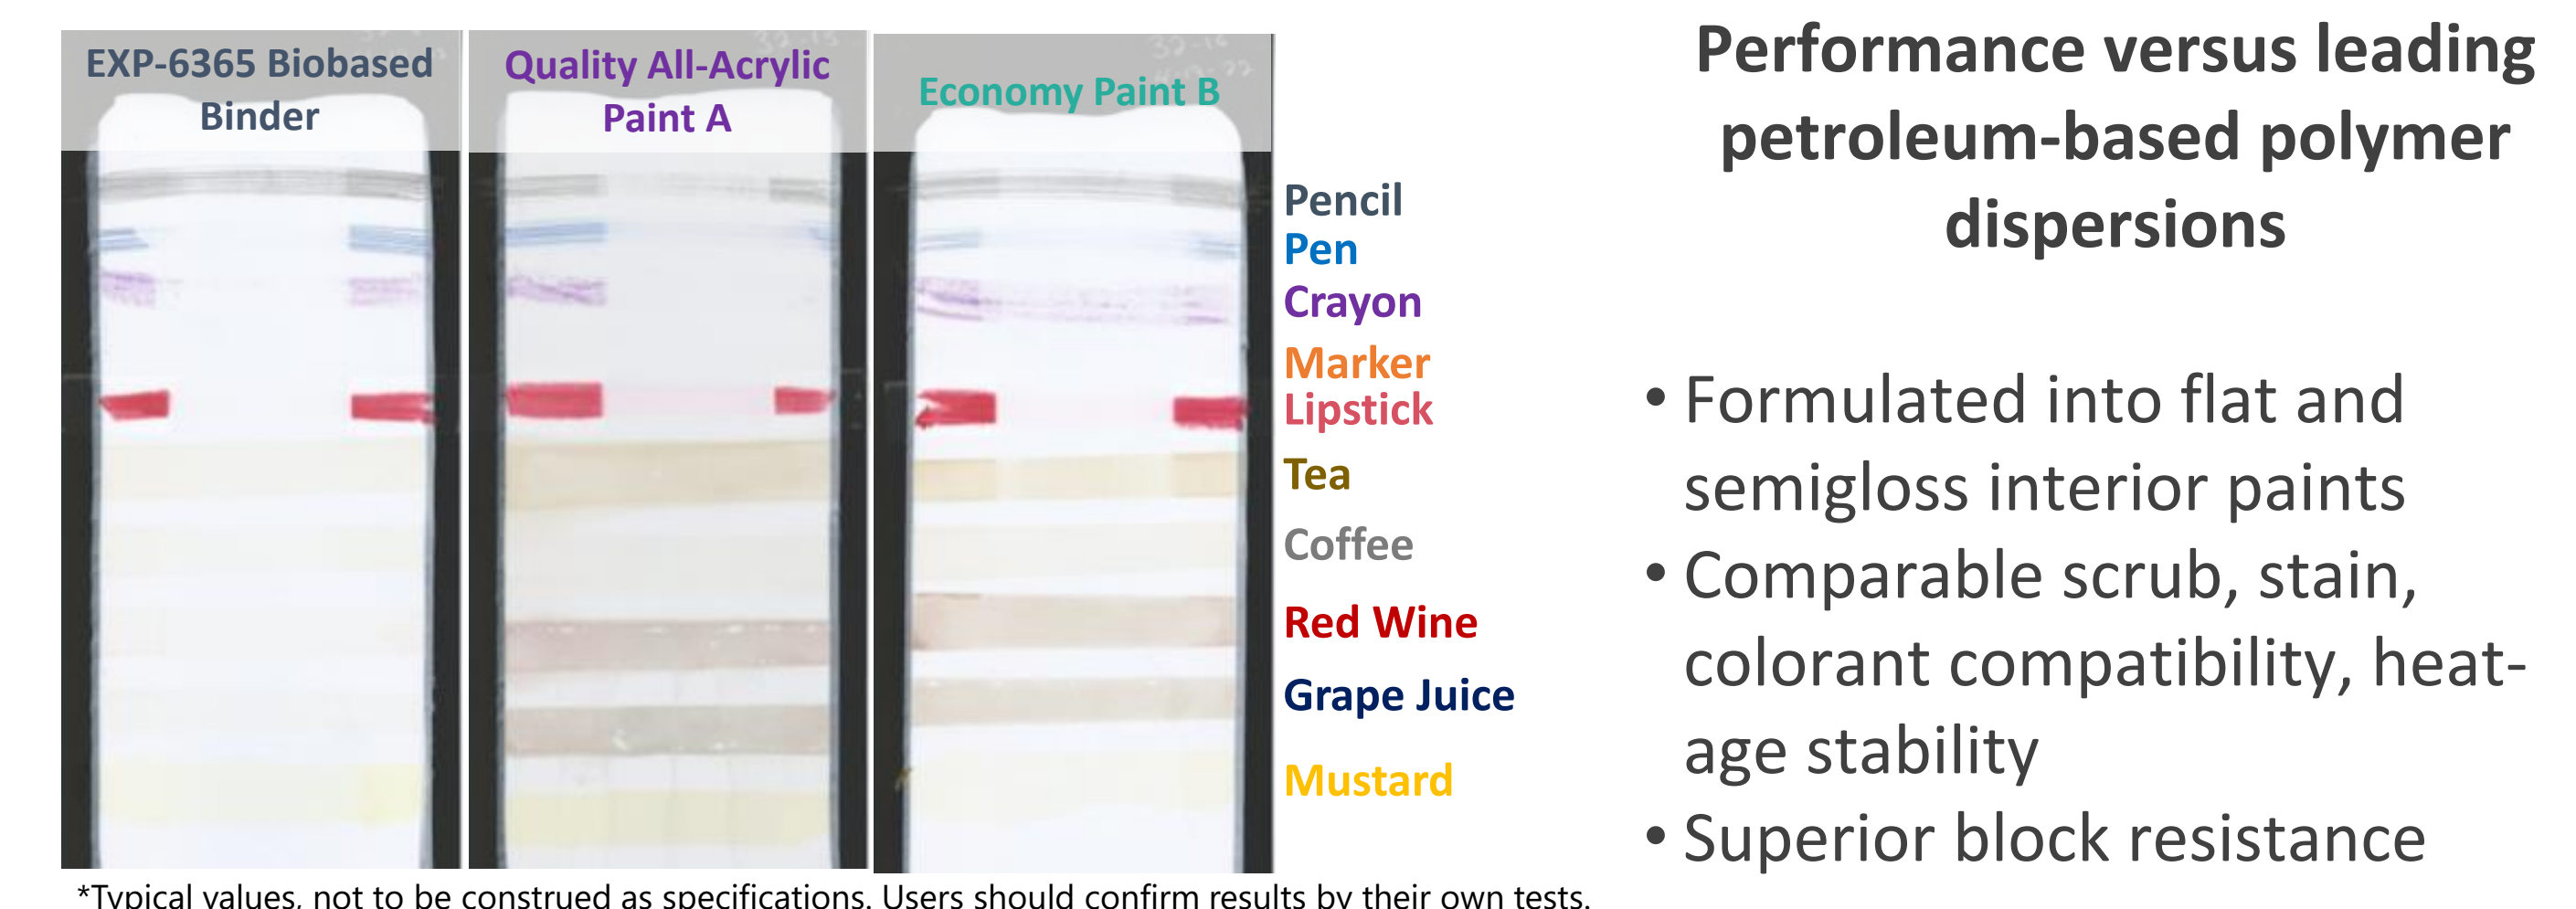 EXP-6365 Biobased
Binder
Quality All-Acrylic
Paint A
Economy Paint B
Pencil
Pen
Crayon
Marker
Lipstick
Tea
Coffee
Red Wine
Grape Juice
Mustard
*Typical values, not to be construed as specifications. Users should confirm results by their own tests.
Performance versus leading
petroleum-based polymer
dispersions
• Formulated into flat and
semigloss interior paints
• Comparable scrub, stain,
colorant compatibility, heat-
age stability
• Superior block resistance